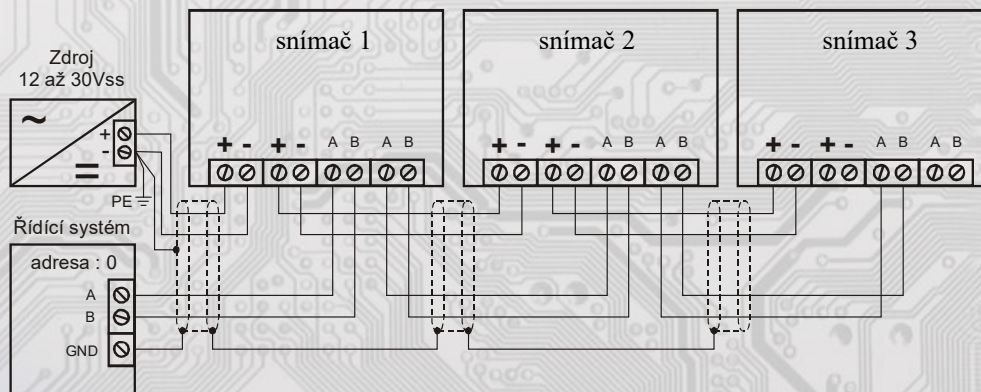 snímač 1
snímač 2
snímač 3
Zdroj
12 až 30Vss
~
=
+
-
PE
+ - + - A B A B
+ - + - A B A B
+ - + - A B A B
Řídící systém
adresa : 0
A
B
GND